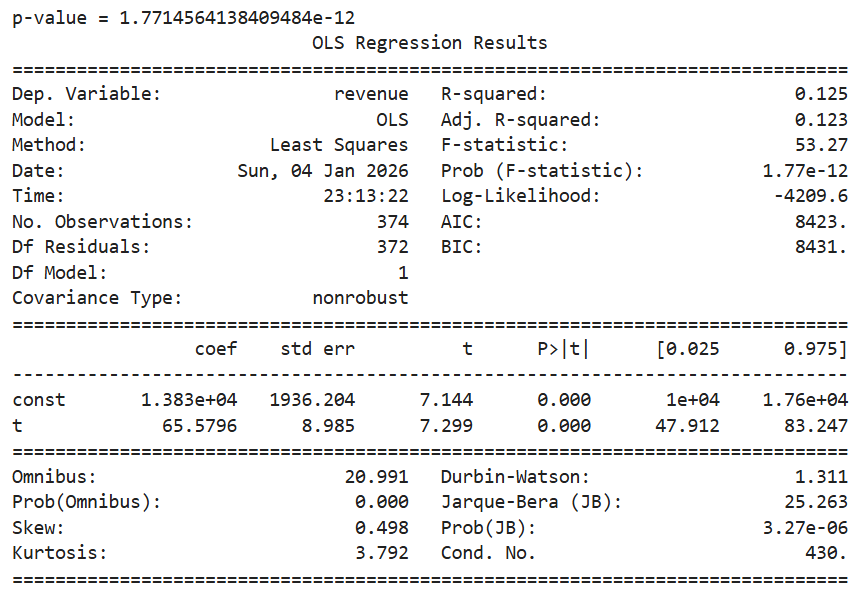 p-value = 1.7714564138409484e-12
                            OLS Regression Results
==============================================================================
Dep. Variable:                revenue   R-squared:                       0.125
Model:                            OLS   Adj. R-squared:                  0.123
Method:                 Least Squares   F-statistic:                     53.27
Date:                Sun, 04 Jan 2026   Prob (F-statistic):           1.77e-12
Time:                        23:13:22   Log-Likelihood:                -4209.6
No. Observations:                 374   AIC:                             8423.
Df Residuals:                     372   BIC:                             8431.
Df Model:                           1
Covariance Type:            nonrobust
==============================================================================
                 coef    std err          t      P>|t|      [0.025      0.975]
------------------------------------------------------------------------------
const       1.383e+04   1936.204      7.144      0.000       1e+04    1.76e+04
t             65.5796      8.985      7.299      0.000      47.912      83.247
==============================================================================
Omnibus:                       20.991   Durbin-Watson:                   1.311
Prob(Omnibus):                  0.000   Jarque-Bera (JB):               25.263
Skew:                           0.498   Prob(JB):                     3.27e-06
Kurtosis:                       3.792   Cond. No.                         430.
==============================================================================